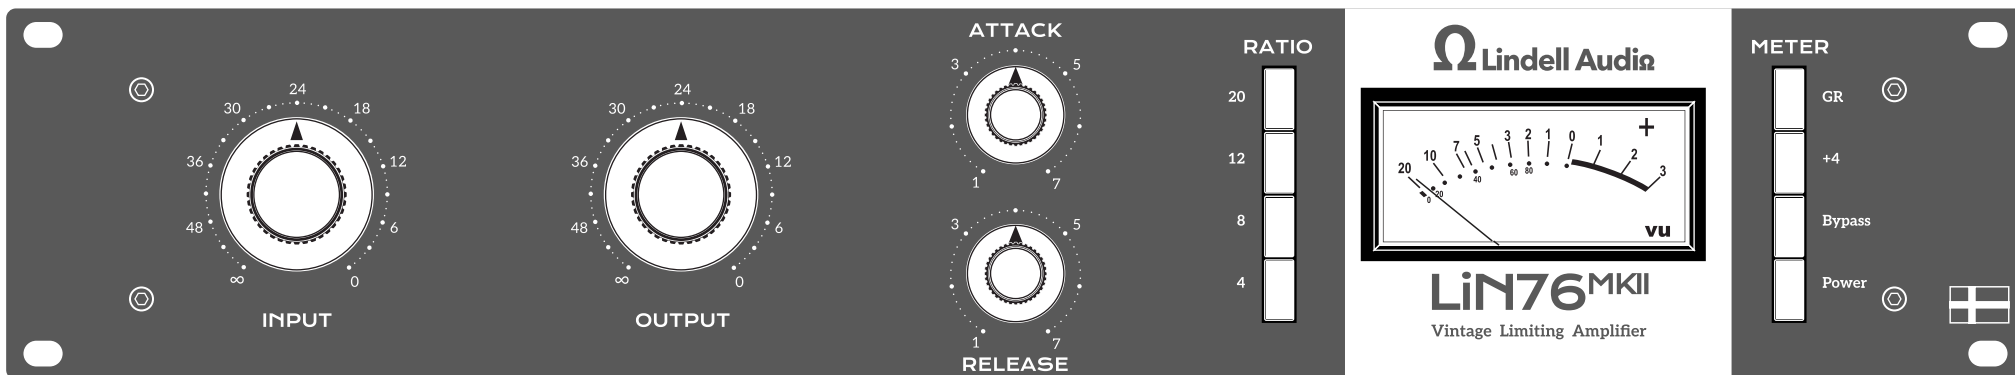 24
30 18
36 12
48 6
∞ 0
INPUT
24
30 18
36 12
48 6
∞ 0
OUTPUT
ATTACK
3 5
1 7
3 5
1 7
RELEASE
RATIO
20
12
8
4
Ω Lindell AudiΩ
20 10 7 5 3 2 1 0 1 2 3
+
0 20 40 60 80
vu
LiN76MKII
Vintage Limiting Amplifier
METER
GR
+4
Bypass
Power